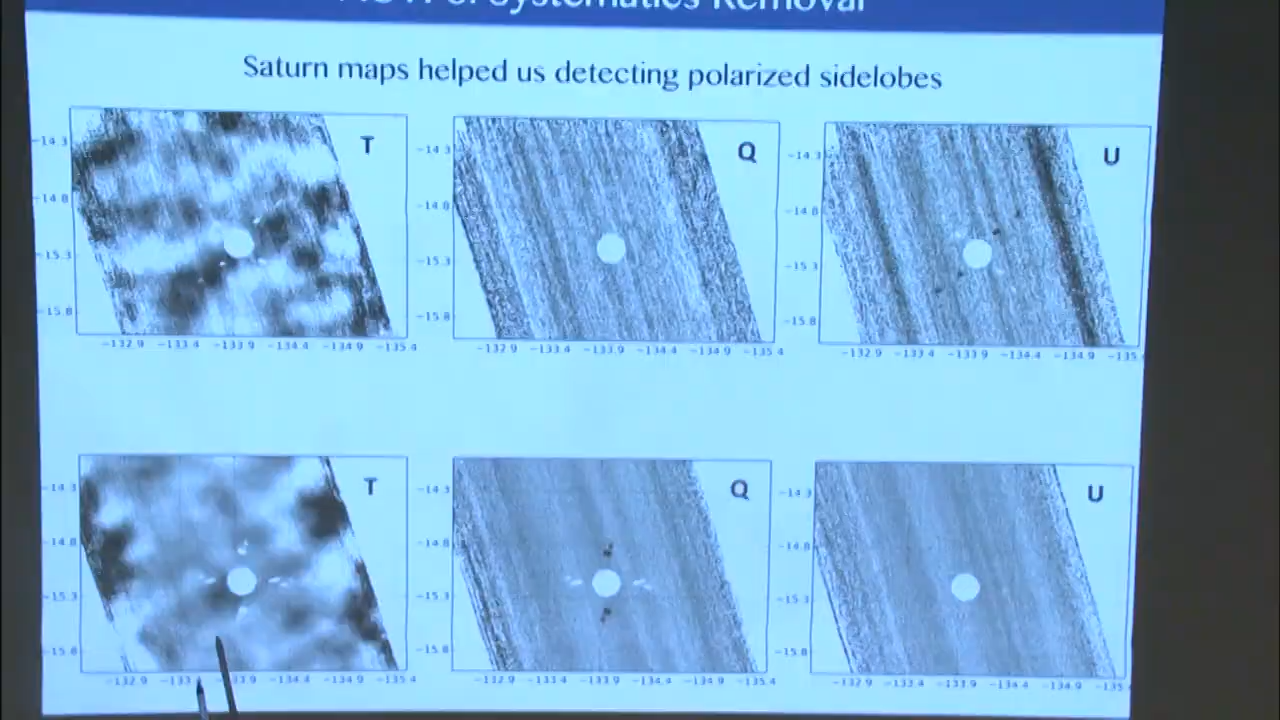 Systematics Removal
Saturn maps helped us detecting polarized sidelobes
T
Q
U
−14.3
−14.8
−15.3
−15.8
−132.9 −133.4 −133.9 −134.4 −134.9 −135.4
−14.3
−14.8
−15.3
−15.8
−132.9 −133.4 −133.9 −134.4 −134.9 −135.4
−14.3
−14.8
−15.3
−15.8
−132.9 −133.4 −133.9 −134.4 −134.9 −135.
T
Q
U
−14.3
−14.8
−15.3
−15.8
−132.9 −133. −133.9 −134.4 −134.9 −135.4
−14.3
−14.8
−15.3
−15.8
−132.9 −133.4 −133.9 −134.4 −134.9 −135.4
−14.3
−14.8
−15.3
−15.8
−132.9 −133.4 −133.9 −134.4 −134.9 −135.